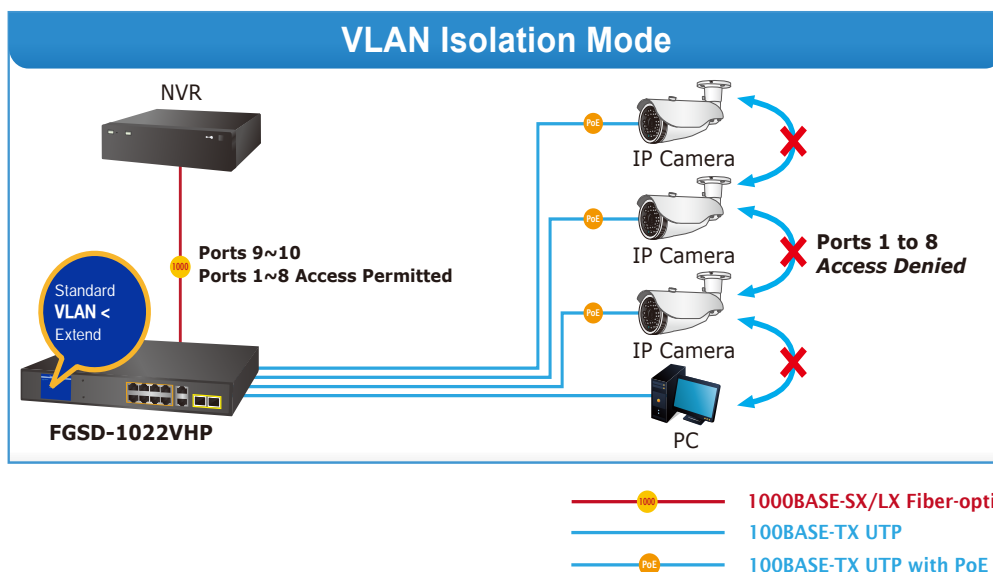 VLAN Isolation Mode
NVR
PoE
IP Camera
PoE
IP Camera
Ports 9~10
1000
Ports 1~8 Access Permitted
Ports 1 to 8
Access Denied
Standard
VLAN <
Extend
PoE
IP Camera
FGSD-1022VHP
PC
1000
1000BASE-SX/LX Fiber-opti
100BASE-TX UTP
PoE
100BASE-TX UTP with PoE